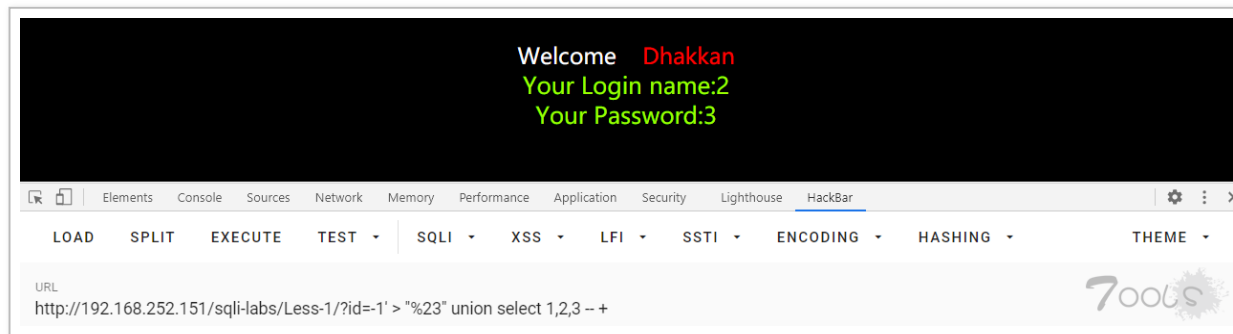 Welcome Dhakkan
Your Login name:2
Your Password:3
Elements Console Sources Network Memory Performance Application Security Lighthouse HackBar
LOAD SPLIT EXECUTE TEST SQLI XSS LFI SSTI ENCODING HASHING THEME
URL
http://192.168.252.151/sqli-labs/Less-1/?id=-1' > "%23" union select 1,2,3 -- +
7ooLS